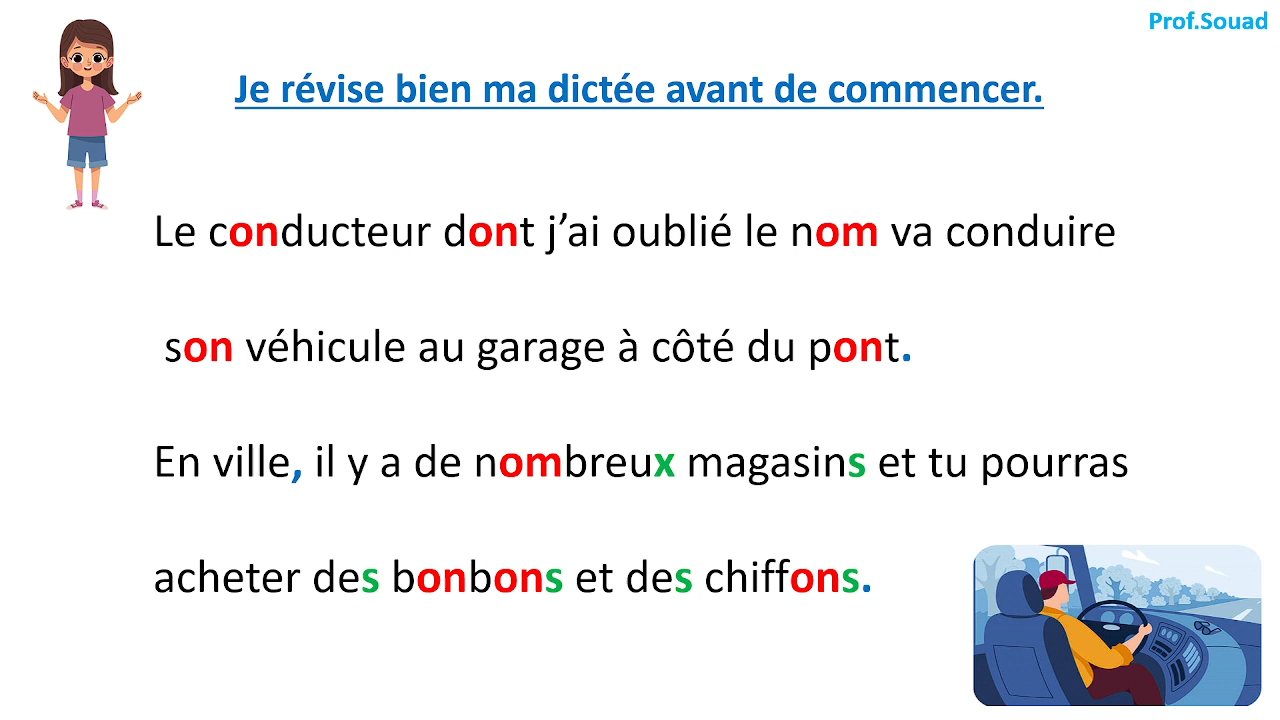 Prof.Souad
Je révise bien ma dictée avant de commencer.
Le conducteur dont j’ai oublié le nom va conduire
son véhicule au garage à côté du pont.
En ville, il y a de nombreux magasins et tu pourras
acheter des bonbons et des chiffons.